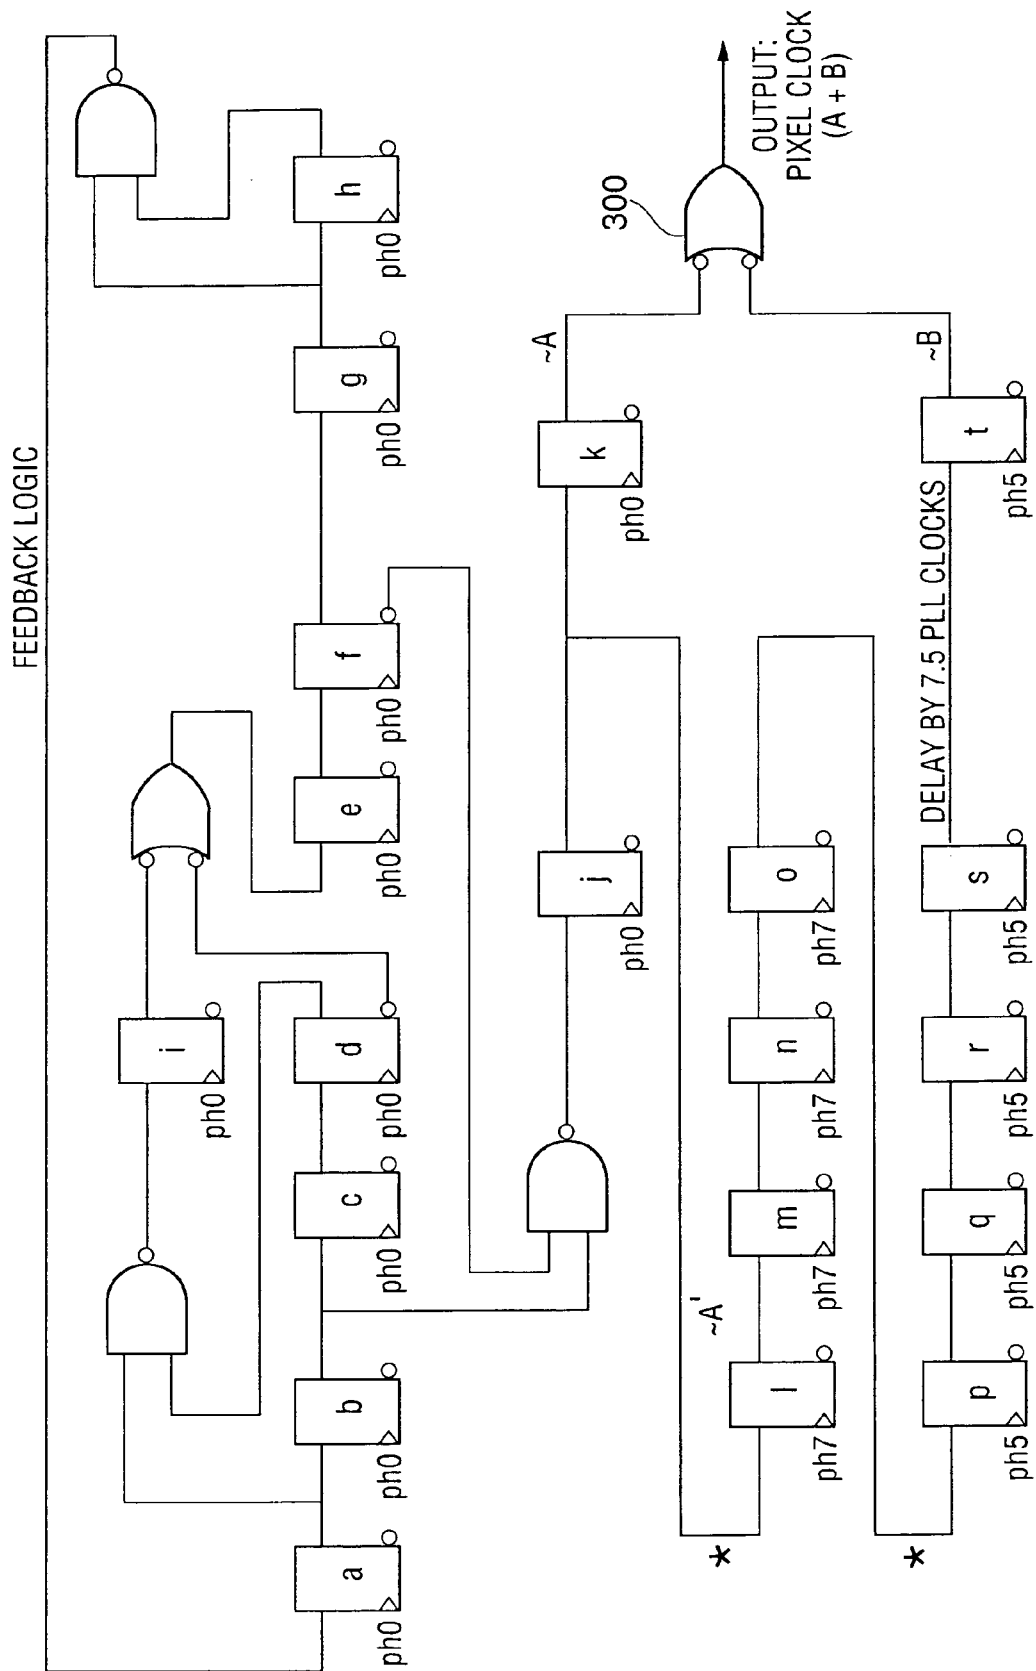 FEEDBACK LOGIC
i
ph0
a
ph0
b
ph0
c
ph0
d
ph0
e
ph0
f
ph0
g
ph0
h
ph0
j
ph0
k
ph0
~A
300
OUTPUT:
PIXEL CLOCK
(A + B)
*
~A'
l
ph7
m
ph7
n
ph7
o
ph7
*
p
ph5
q
ph5
r
ph5
s
ph5
DELAY BY 7.5 PLL CLOCKS
t
ph5
~B